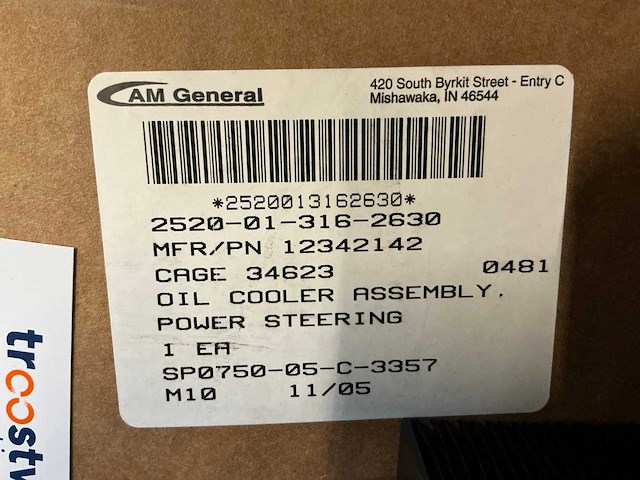 AM General
420 South Byrkit Street - Entry C
Mishawaka, IN 46544
*2520013162630*
2520-01-316-2630
MFR/PN 12342142
CAGE 34623 0481
OIL COOLER ASSEMBLY,
POWER STEERING
1 EA
SP0750-05-C-3357
M10 11/05
troostw